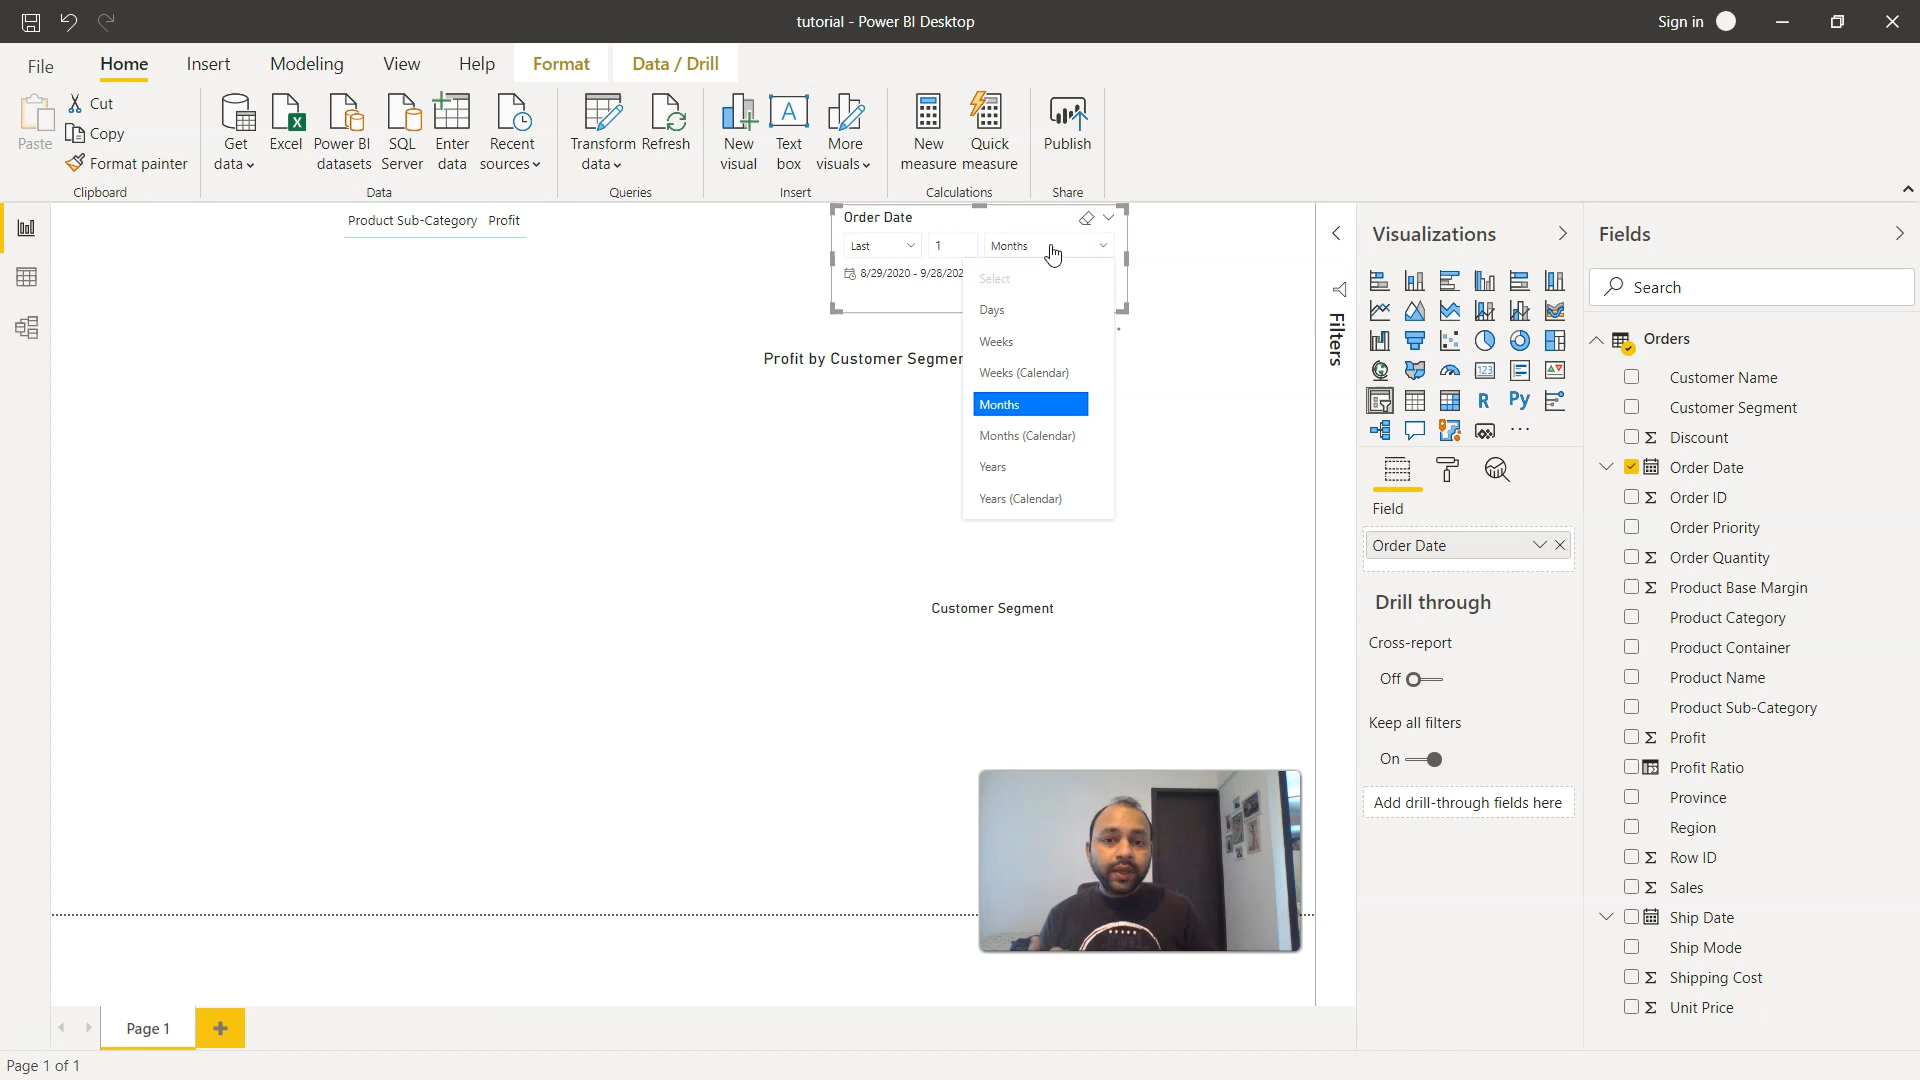 tutorial - Power BI Desktop
Sign in
File Home Insert Modeling View Help Format Data / Drill
Paste
Cut
Copy
Format painter
Clipboard
Get data
Excel
Power BI datasets
SQL Server
Enter data
Recent sources
Data
Transform data
Refresh
Queries
New visual
Text box
More visuals
Insert
New measure
Quick measure
Calculations
Publish
Share
Product Sub-Category Profit
Order Date
Last 1 Months
8/29/2020 - 9/28/202
Select
Days
Weeks
Weeks (Calendar)
Months
Months (Calendar)
Years
Years (Calendar)
Profit by Customer Segmen
Customer Segment
Filters
Visualizations
123
R
Py
Field
Order Date
Drill through
Cross-report
Off
Keep all filters
On
Add drill-through fields here
Fields
Search
Orders
Customer Name
Customer Segment
Σ Discount
Order Date
Σ Order ID
Order Priority
Σ Order Quantity
Σ Product Base Margin
Product Category
Product Container
Product Name
Product Sub-Category
Σ Profit
Profit Ratio
Province
Region
Σ Row ID
Σ Sales
Ship Date
Ship Mode
Σ Shipping Cost
Σ Unit Price
Page 1
Page 1 of 1